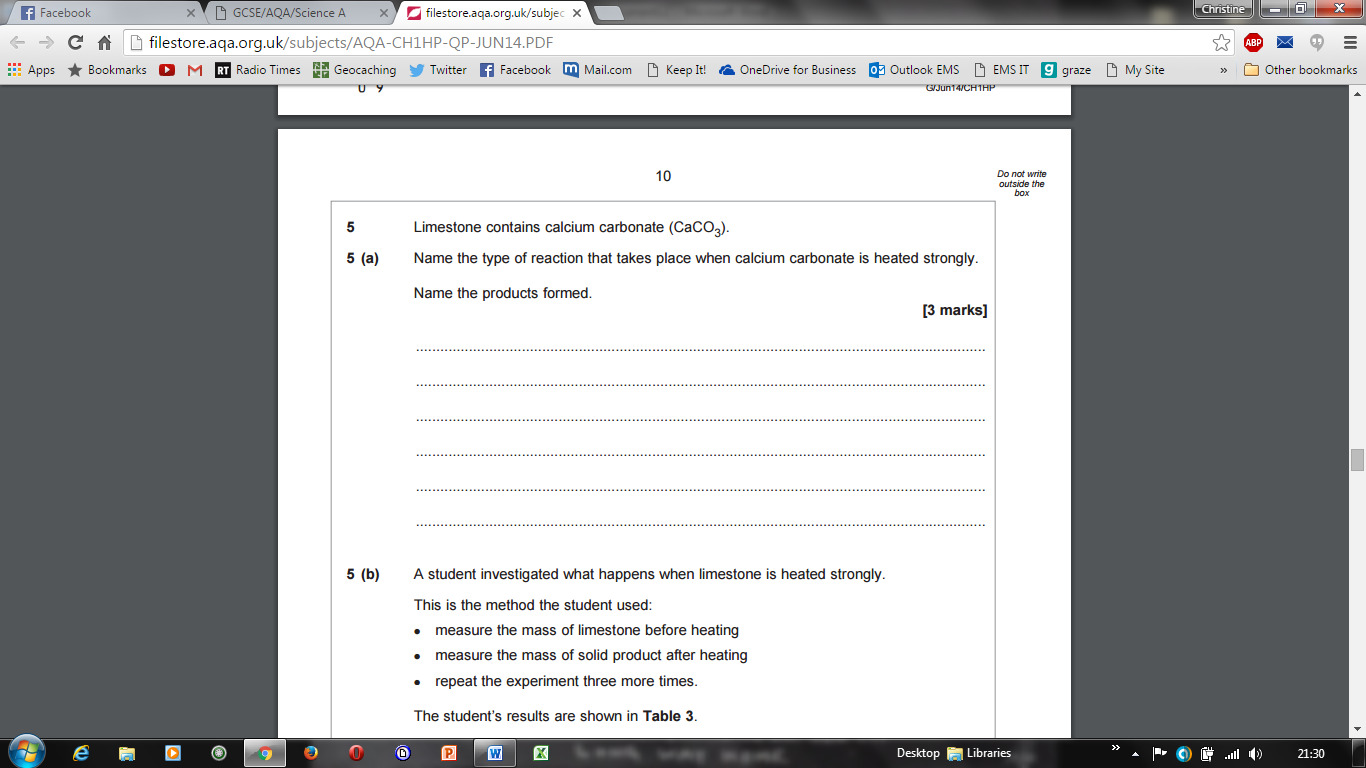 Facebook
GCSE/AQA/Science A
filestore.aqa.org.uk/subjec
Christine
filestore.aqa.org.uk/subjects/AQA-CH1HP-QP-JUN14.PDF
ABP
Apps Bookmarks RT Radio Times Geocaching Twitter Facebook Mail.com Keep It! OneDrive for Business Outlook EMS EMS IT graze My Site » Other bookmarks
U 9
G/Jun14/CH1HP
10
Do not write
outside the
box
5 Limestone contains calcium carbonate (CaCO₃).
5 (a) Name the type of reaction that takes place when calcium carbonate is heated strongly.
Name the products formed.
[3 marks]
5 (b) A student investigated what happens when limestone is heated strongly.
This is the method the student used:
• measure the mass of limestone before heating
• measure the mass of solid product after heating
• repeat the experiment three more times.
The student's results are shown in Table 3.
Desktop Libraries » 21:30